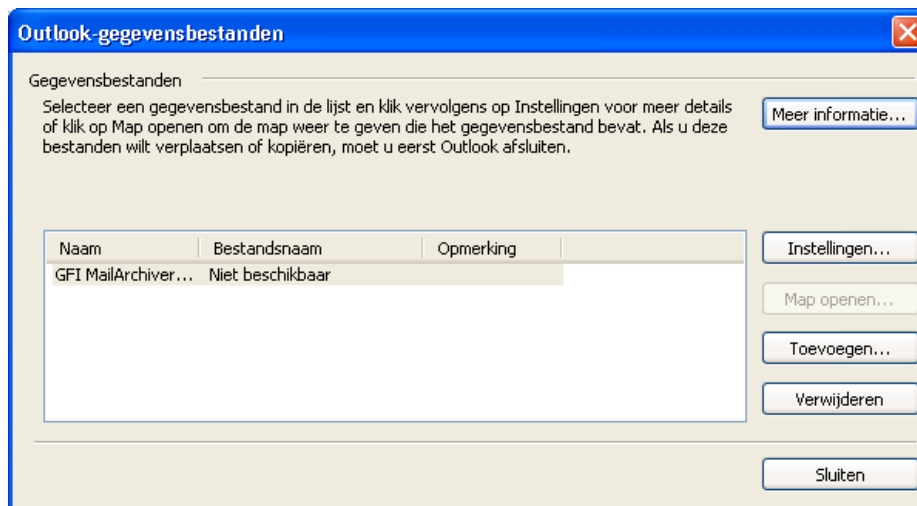 Outlook-gegevensbestanden
Gegevensbestanden
Selecteer een gegevensbestand in de lijst en klik vervolgens op Instellingen voor meer details
of klik op Map openen om de map weer te geven die het gegevensbestand bevat. Als u deze
bestanden wilt verplaatsen of kopiëren, moet u eerst Outlook afsluiten.
Meer informatie...
Naam Bestandsnaam Opmerking
GFI MailArchiver... Niet beschikbaar
Instellingen...
Map openen...
Toevoegen...
Verwijderen
Sluiten